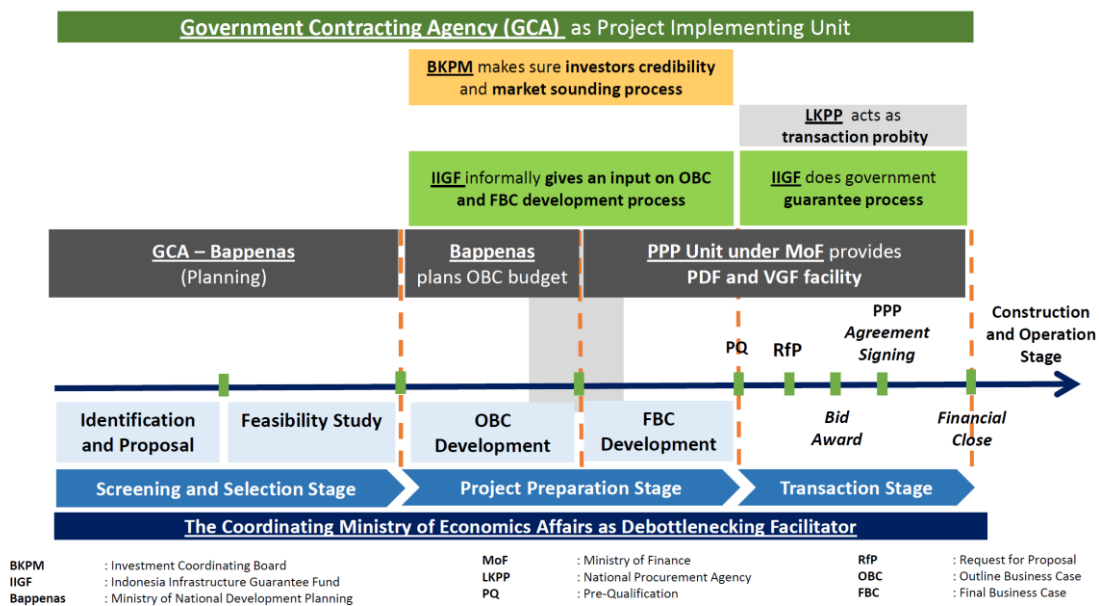 Government Contracting Agency (GCA) as Project Implementing Unit
BKPM makes sure investors credibility
and market sounding process
LKPP acts as
transaction probity
IIGF informally gives an input on OBC
and FBC development process
IIGF does government
guarantee process
GCA – Bappenas
(Planning)
Bappenas
plans OBC budget
PPP Unit under MoF provides
PDF and VGF facility
PQ
RfP
PPP
Agreement
Signing
Construction
and Operation
Stage
Identification
and Proposal
Feasibility Study
OBC
Development
FBC
Development
Bid
Award
Financial
Close
Screening and Selection Stage
Project Preparation Stage
Transaction Stage
The Coordinating Ministry of Economics Affairs as Debottlenecking Facilitator
BKPM : Investment Coordinating Board
IIGF : Indonesia Infrastructure Guarantee Fund
Bappenas : Ministry of National Development Planning
MoF : Ministry of Finance
LKPP : National Procurement Agency
PQ : Pre-Qualification
RfP : Request for Proposal
OBC : Outline Business Case
FBC : Final Business Case